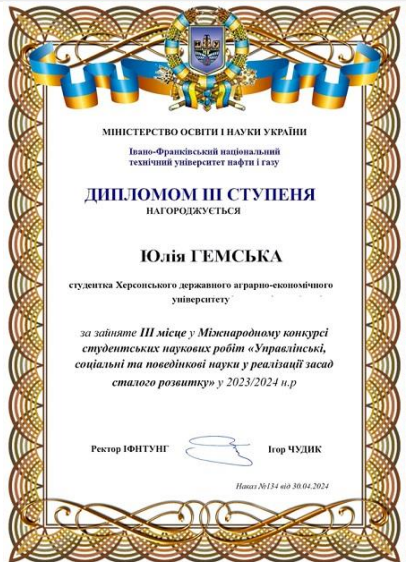 МІНІСТЕРСТВО ОСВІТИ І НАУКИ УКРАЇНИ
Івано-Франківський національний
технічний університет нафти і газу
ДИПЛОМОМ ІІІ СТУПЕНЯ
НАГОРОДЖУЄТЬСЯ
Юлія ГЕМСЬКА
студентка Херсонського державного аграрно-економічного
університету
за зайняте ІІІ місце у Міжнародному конкурсі
студентських наукових робіт «Управлінські,
соціальні та поведінкові науки у реалізації засад
сталого розвитку» у 2023/2024 н.р
Ректор ІФНТУНГ Ігор ЧУДИК
Наказ №134 від 30.04.2024